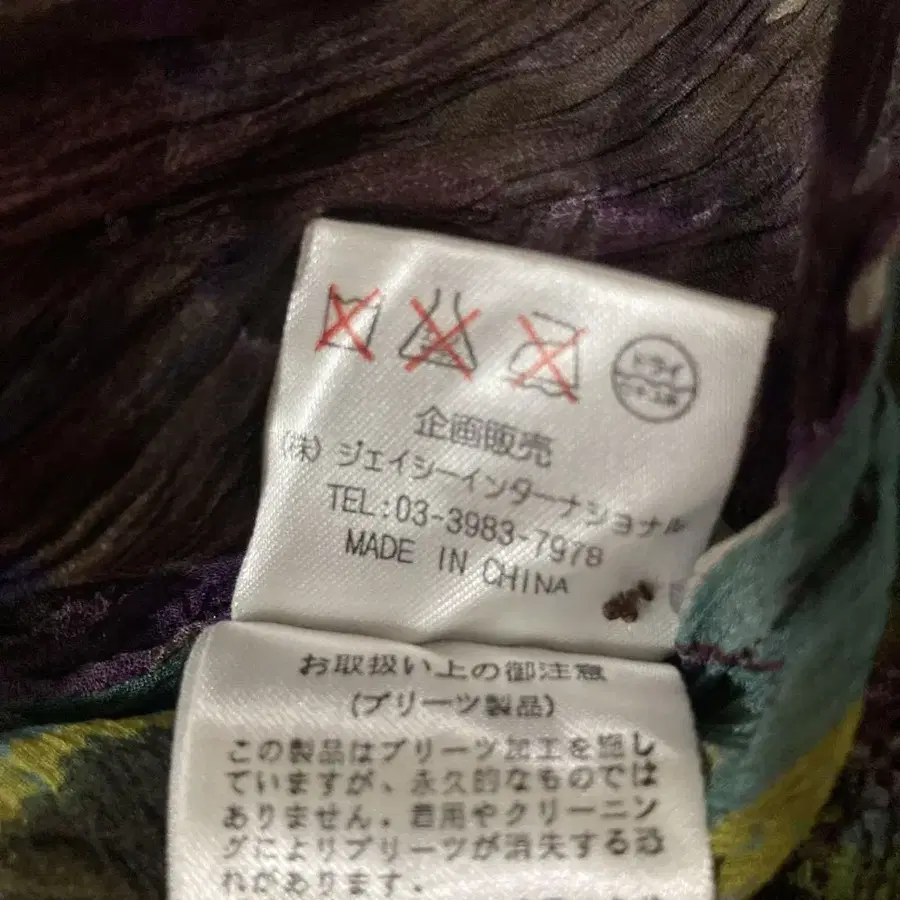 ドライ
企画販売
(株) ジェイシーインターナショナル
TEL:03-3983-7978
MADE IN CHINA
お取扱い上の御注意
(プリーツ製品)
この製品はプリーツ加工を施し
ていますが、永久的なものでは
ありません。着用やクリーニン
グによりプリーツが消失する恐
れがあります。